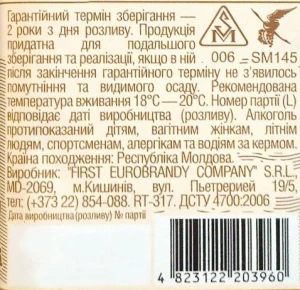 Гарантійний термін зберігання —
2 роки з дня розливу. Продукція
придатна для подальшого
зберігання та реалізації, якщо в ній
006 SM145
після закінчення гарантійного терміну не з'явилось
помутніння та видимого осаду. Рекомендована
температура вживання 18°С — 20°С. Номер партії (L)
відповідає даті виробництва (розливу). Алкоголь
протипоказаний дітям, вагітним жінкам, літнім
людям, спортсменам, алергікам та водіям за кермом.
Країна походження: Республіка Молдова.
Виробник: "FIRST EUROBRANDY COMPANY" S.R.L.,
MD-2069, м.Кишинів, вул. Пьетрерией 19/5,
тел/ (+373 22) 854-088. RT-317. ДСТУ 4700:2006
Дата виробництва (розливу) № партії
4 823122 203960